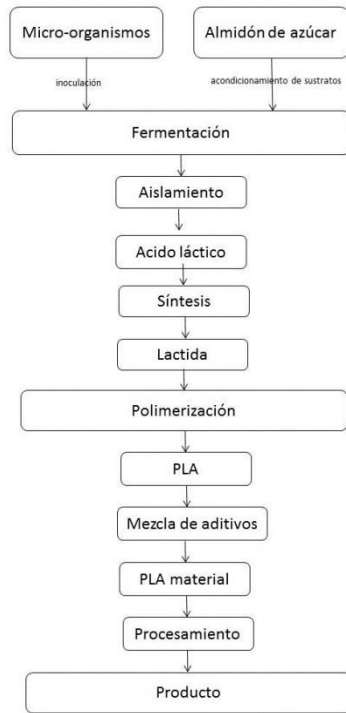 Micro-organismos
Almidón de azúcar
inoculación
acondicionamiento de sustratos
Fermentación
Aislamiento
Acido láctico
Síntesis
Lactida
Polimerización
PLA
Mezcla de aditivos
PLA material
Procesamiento
Producto